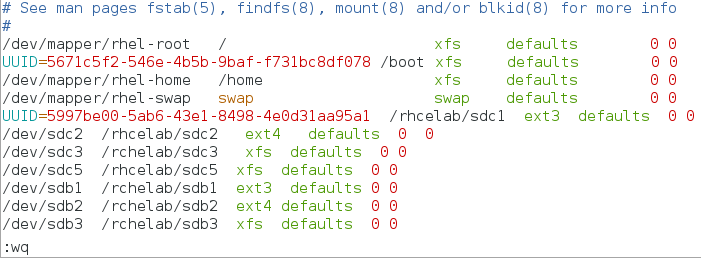 # See man pages fstab(5), findfs(8), mount(8) and/or blkid(8) for more info
#
/dev/mapper/rhel-root / xfs defaults 0 0
UUID=5671c5f2-546e-4b5b-9baf-f731bc8df078 /boot xfs defaults 0 0
/dev/mapper/rhel-home /home xfs defaults 0 0
/dev/mapper/rhel-swap swap swap defaults 0 0
UUID=5997be00-5ab6-43e1-8498-4e0d31aa95a1 /rhcelab/sdc1 ext3 defaults 0 0
/dev/sdc2 /rhcelab/sdc2 ext4 defaults 0 0
/dev/sdc3 /rchelab/sdc3 xfs defaults 0 0
/dev/sdc5 /rhcelab/sdc5 xfs defaults 0 0
/dev/sdb1 /rchelab/sdb1 ext3 defaults 0 0
/dev/sdb2 /rchelab/sdb2 ext4 defaults 0 0
/dev/sdb3 /rchelab/sdb3 xfs defaults 0 0
:wq